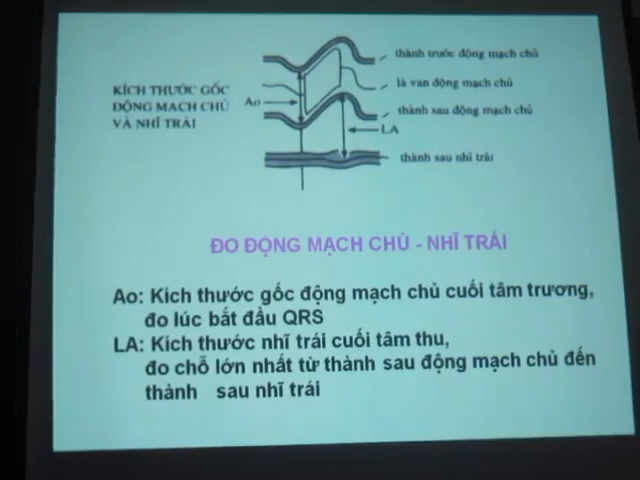 KÍCH THƯỚC GỐC
ĐỘNG MẠCH CHỦ
VÀ NHĨ TRÁI
Ao
thành trước động mạch chủ
lá van động mạch chủ
thành sau động mạch chủ
LA
thành sau nhĩ trái
ĐO ĐỘNG MẠCH CHỦ - NHĨ TRÁI
Ao: Kích thước gốc động mạch chủ cuối tâm trương,
đo lúc bắt đầu QRS
LA: Kích thước nhĩ trái cuối tâm thu,
đo chỗ lớn nhất từ thành sau động mạch chủ đến
thành sau nhĩ trái